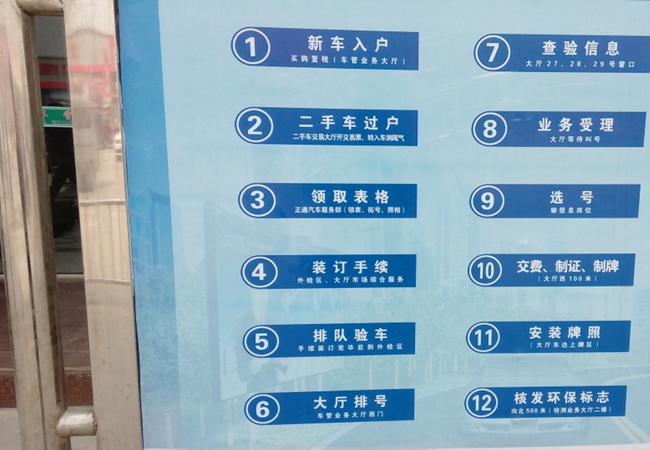 1
新车入户
买购置税（车管业务大厅）
2
二手车过户
二手车交易大厅开交易票、转入车测尾气
3
领取表格
正通汽车服务部（领表、拓号、照相）
4
装订手续
外检区、大厅市场综合服务
5
排队验车
手续装订完毕后到外检区
6
大厅排号
车管业务大厅西门
7
查验信息
大厅27、28、29号窗口
8
业务受理
大厅等待叫号
9
选号
输信息岗位
10
交费、制证、制牌
（大厅西100米）
11
安装牌照
（大厅东边上牌区）
12
核发环保标志
向北500米（检测业务大厅二楼）